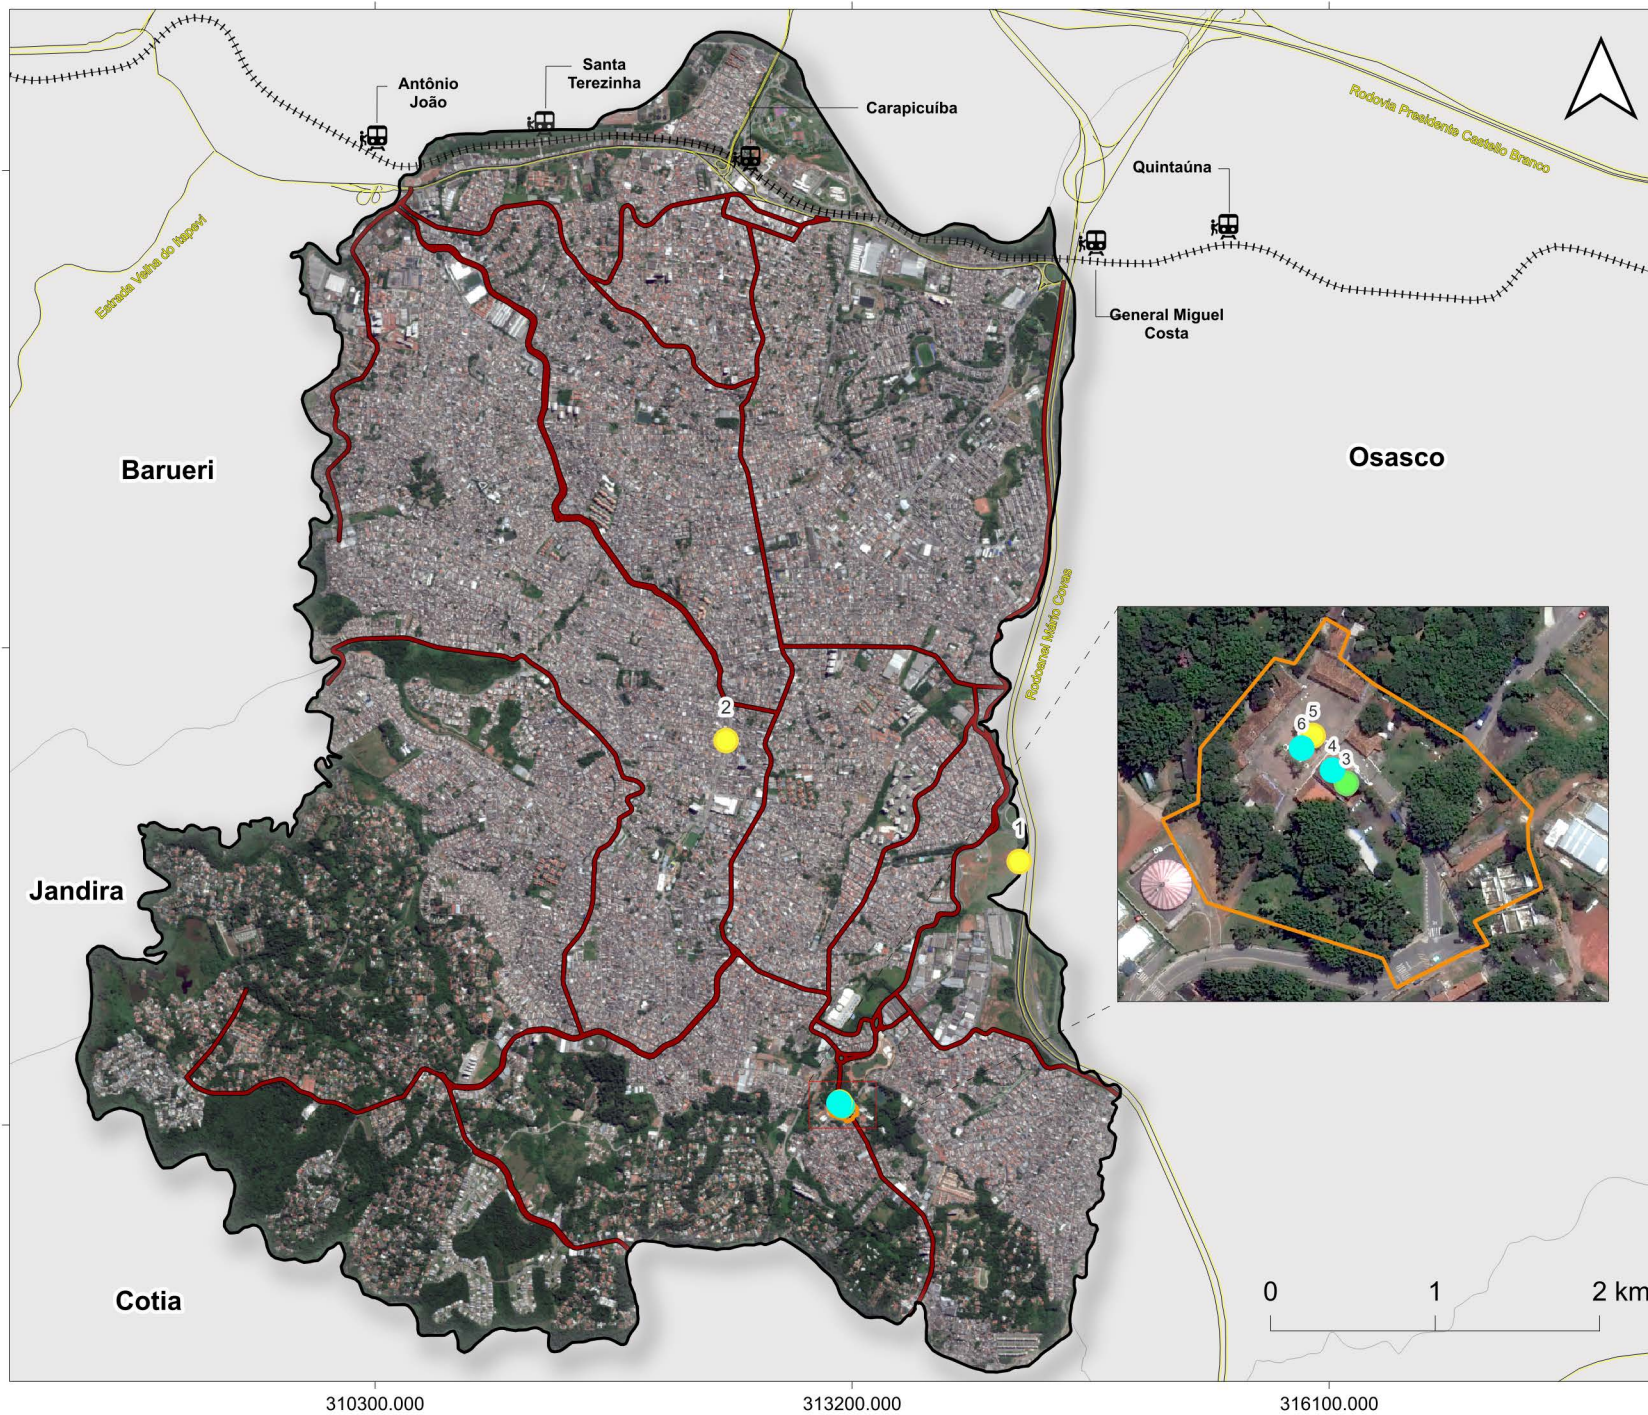 Santa
Terezinha
Antônio
João
Carapicuíba
Rodovia Presidente Castello Branco
Quintaúna
Estrada Velha do Itapevi
General Miguel
Costa
Barueri
Osasco
Rodoanel Mário Covas
2
5
6
4
3
1
Jandira
Cotia
0
1
2 km
310300.000
313200.000
316100.000